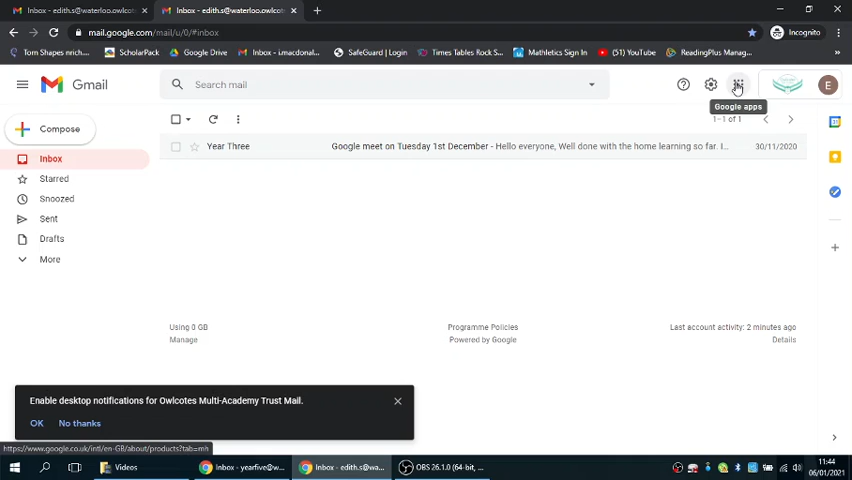 Inbox - edith.s@waterloo.owlcot
Inbox - edith.s@waterloo.owlcot
Incognito
mail.google.com/mail/u/0/#inbox
Tom Shapes nrich....
ScholarPack
Google Drive
Inbox - i.macdonal...
SafeGuard | Login
Times Tables Rock S...
Mathletics Sign In
(51) YouTube
ReadingPlus Manag...
Gmail
Search mail
Google apps
E
Compose
1–1 of 1
Inbox
Year Three
Google meet on Tuesday 1st December - Hello everyone, Well done with the home learning so far. I...
30/11/2020
Starred
Snoozed
Sent
Drafts
More
Using 0 GB
Manage
Programme Policies
Powered by Google
Last account activity: 2 minutes ago
Details
Enable desktop notifications for Owlcotes Multi-Academy Trust Mail.
OK
No thanks
https://www.google.co.uk/intl/en-GB/about/products?tab=mh
Videos
Inbox - yearfive@w...
Inbox - edith.s@wa...
OBS 26.1.0 (64-bit, ...
11:44
06/01/2021